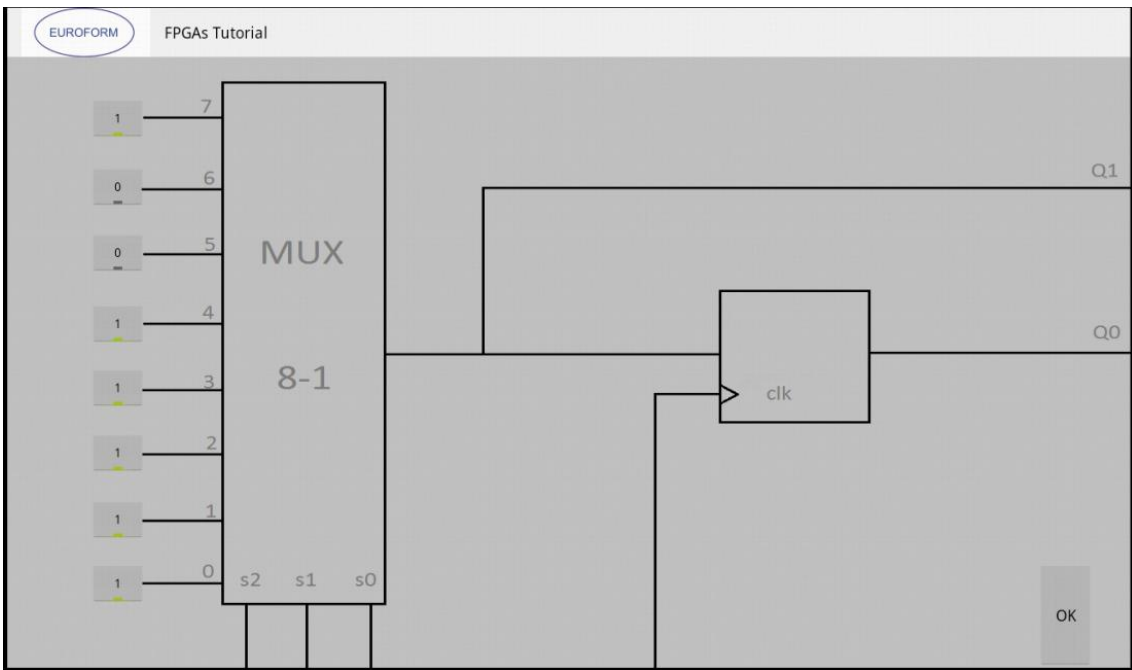 EUROFORM
FPGAs Tutorial
1 7
0 6
0 5
MUX
1 4
8-1
1 3
1 2
1 1
1 0
s2 s1 s0
Q1
Q0
clk
OK